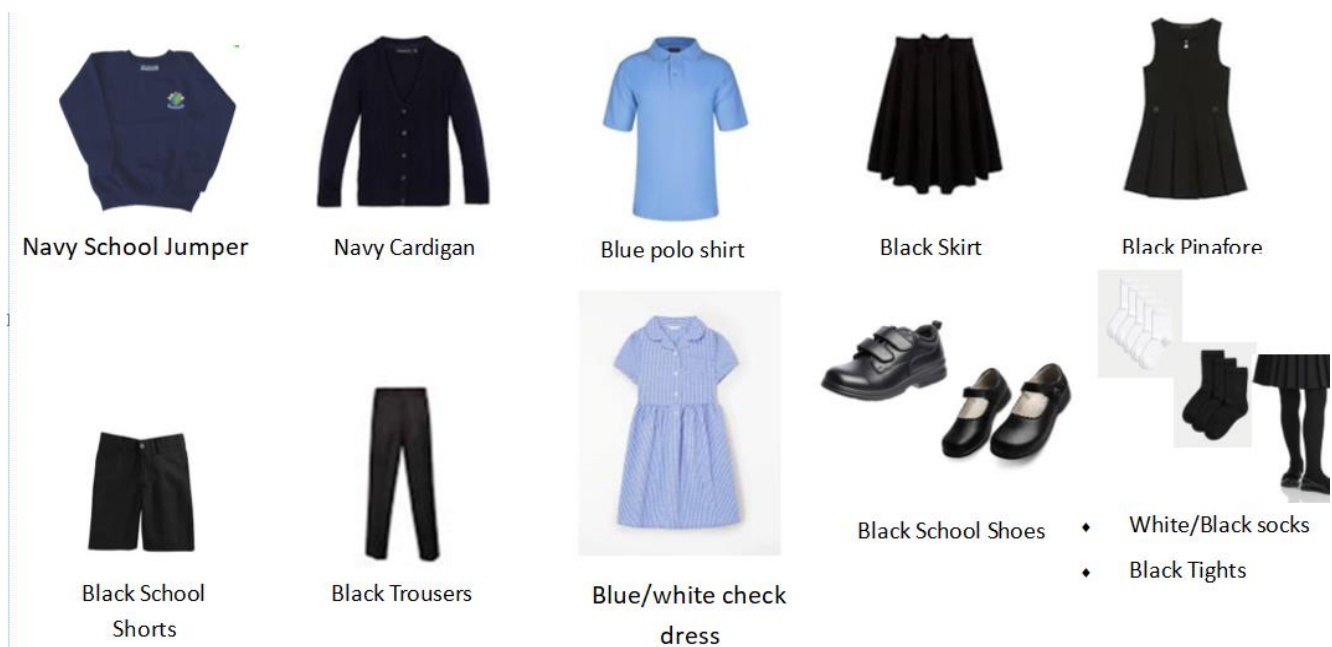 Navy School Jumper
Navy Cardigan
Blue polo shirt
Black Skirt
Black Pinafore
Black School
Shorts
Black Trousers
Blue/white check
dress
Black School Shoes
♦ White/Black socks
♦ Black Tights